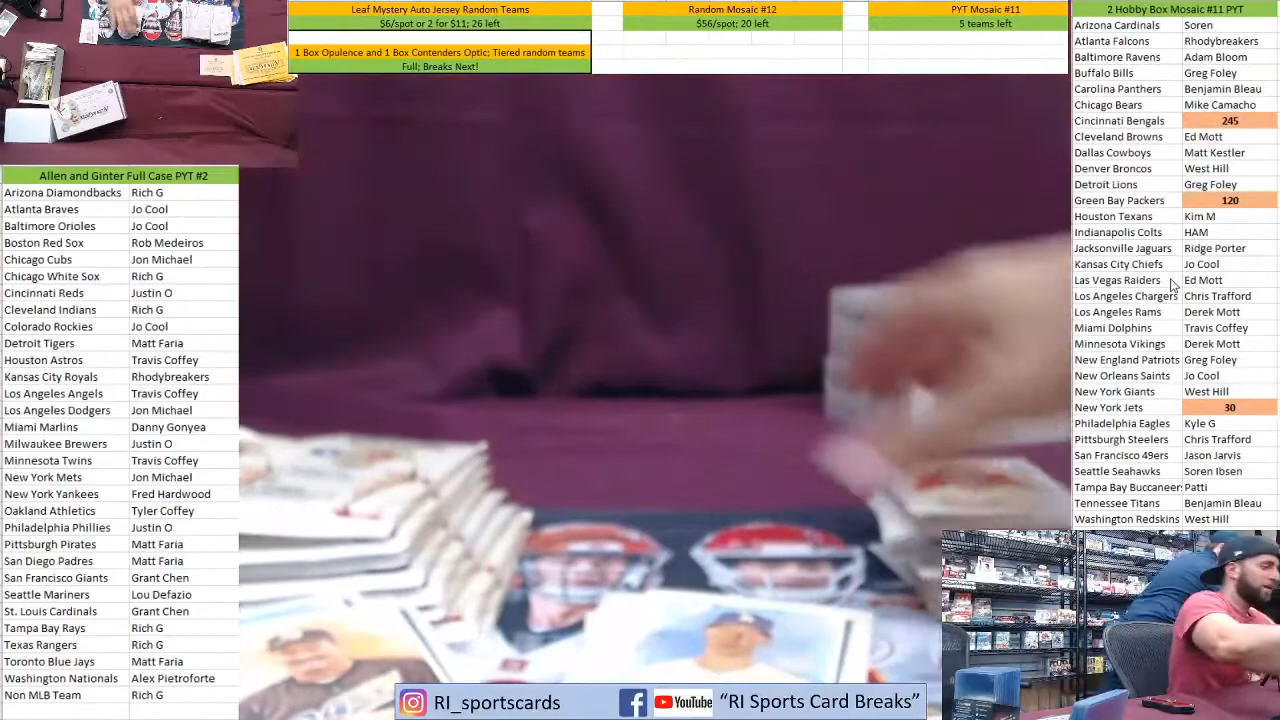 Leaf Mystery Auto Jersey Random Teams
$6/spot or 2 for $11; 26 left
1 Box Opulence and 1 Box Contenders Optic; Tiered random teams
Full; Breaks Next!
Random Mosaic #12
$56/spot; 20 left
PYT Mosaic #11
5 teams left
2 Hobby Box Mosaic #11 PYT
Arizona Cardinals Soren
Atlanta Falcons Rhodybreakers
Baltimore Ravens Adam Bloom
Buffalo Bills Greg Foley
Carolina Panthers Benjamin Bleau
Chicago Bears Mike Camacho
Cincinnati Bengals 245
Cleveland Browns Ed Mott
Dallas Cowboys Matt Kestler
Denver Broncos West Hill
Detroit Lions Greg Foley
Green Bay Packers 120
Houston Texans Kim M
Indianapolis Colts HAM
Jacksonville Jaguars Ridge Porter
Kansas City Chiefs Jo Cool
Las Vegas Raiders Ed Mott
Los Angeles Chargers Chris Trafford
Los Angeles Rams Derek Mott
Miami Dolphins Travis Coffey
Minnesota Vikings Derek Mott
New England Patriots Greg Foley
New Orleans Saints Jo Cool
New York Giants West Hill
New York Jets 30
Philadelphia Eagles Kyle G
Pittsburgh Steelers Chris Trafford
San Francisco 49ers Jason Jarvis
Seattle Seahawks Soren Ibsen
Tampa Bay Buccaneers Patti
Tennessee Titans Benjamin Bleau
Washington Redskins West Hill
Allen and Ginter Full Case PYT #2
Arizona Diamondbacks Rich G
Atlanta Braves Jo Cool
Baltimore Orioles Jo Cool
Boston Red Sox Rob Medeiros
Chicago Cubs Jon Michael
Chicago White Sox Rich G
Cincinnati Reds Justin O
Cleveland Indians Rich G
Colorado Rockies Jo Cool
Detroit Tigers Matt Faria
Houston Astros Travis Coffey
Kansas City Royals Rhodybreakers
Los Angeles Angels Travis Coffey
Los Angeles Dodgers Jon Michael
Miami Marlins Danny Gonyea
Milwaukee Brewers Justin O
Minnesota Twins Travis Coffey
New York Mets Jon Michael
New York Yankees Fred Hardwood
Oakland Athletics Tyler Coffey
Philadelphia Phillies Justin O
Pittsburgh Pirates Matt Faria
San Diego Padres Matt Faria
San Francisco Giants Grant Chen
Seattle Mariners Lou Defazio
St. Louis Cardinals Grant Chen
Tampa Bay Rays Rich G
Texas Rangers Rich G
Toronto Blue Jays Matt Faria
Washington Nationals Alex Pietroforte
Non MLB Team Rich G
RI_sportscards
YouTube
"RI Sports Card Breaks"